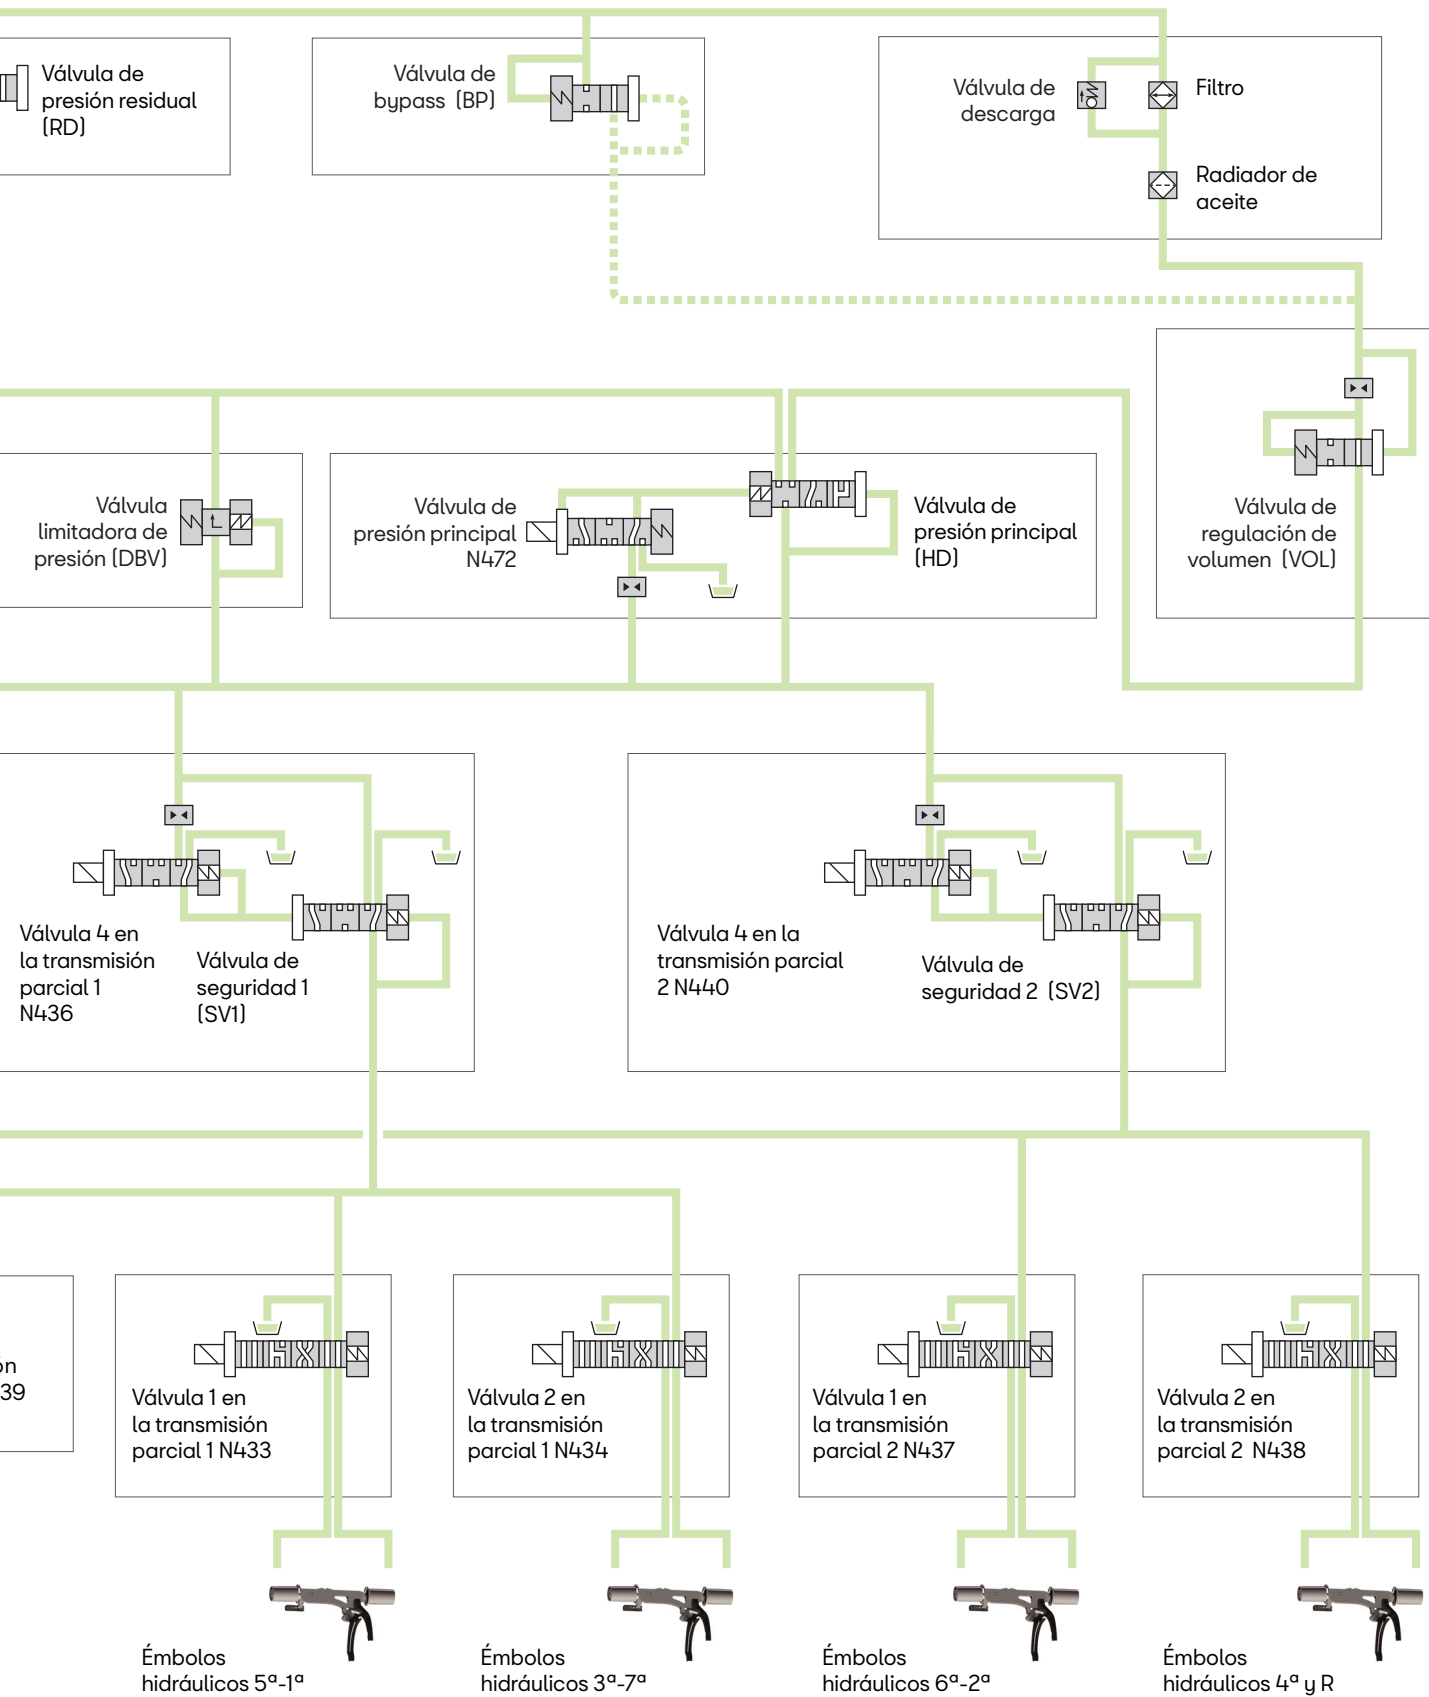 Válvula de
presión residual
(RD)
Válvula de
bypass (BP)
Válvula de
descarga
Filtro
Radiador de
aceite
Válvula
limitadora de
presión (DBV)
Válvula de
presión principal
N472
Válvula de
presión principal
(HD)
Válvula de
regulación de
volumen (VOL)
Válvula 4 en
la transmisión
parcial 1
N436
Válvula de
seguridad 1
(SV1)
Válvula 4 en la
transmisión parcial
2 N440
Válvula de
seguridad 2 (SV2)
ón
39
Válvula 1 en
la transmisión
parcial 1 N433
Válvula 2 en
la transmisión
parcial 1 N434
Válvula 1 en
la transmisión
parcial 2 N437
Válvula 2 en
la transmisión
parcial 2 N438
Émbolos
hidráulicos 5ª-1ª
Émbolos
hidráulicos 3ª-7ª
Émbolos
hidráulicos 6ª-2ª
Émbolos
hidráulicos 4ª y R